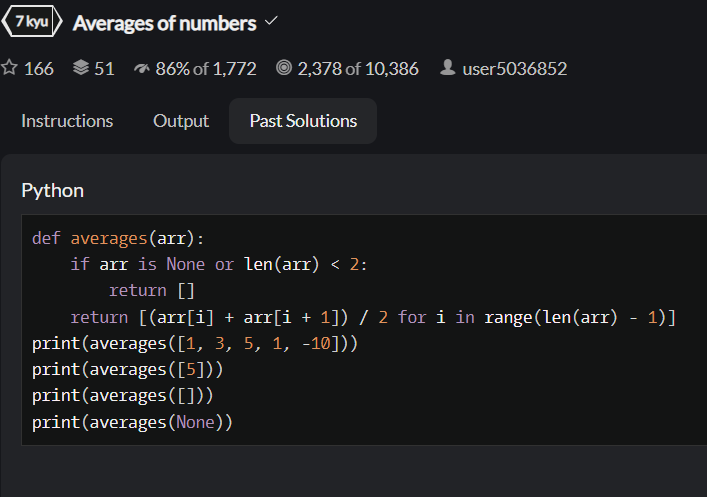 7 kyu Averages of numbers
166 51 86% of 1,772 2,378 of 10,386 user5036852
Instructions Output Past Solutions
Python
def averages(arr):
    if arr is None or len(arr) < 2:
        return []
    return [(arr[i] + arr[i + 1]) / 2 for i in range(len(arr) - 1)]
print(averages([1, 3, 5, 1, -10]))
print(averages([5]))
print(averages([]))
print(averages(None))